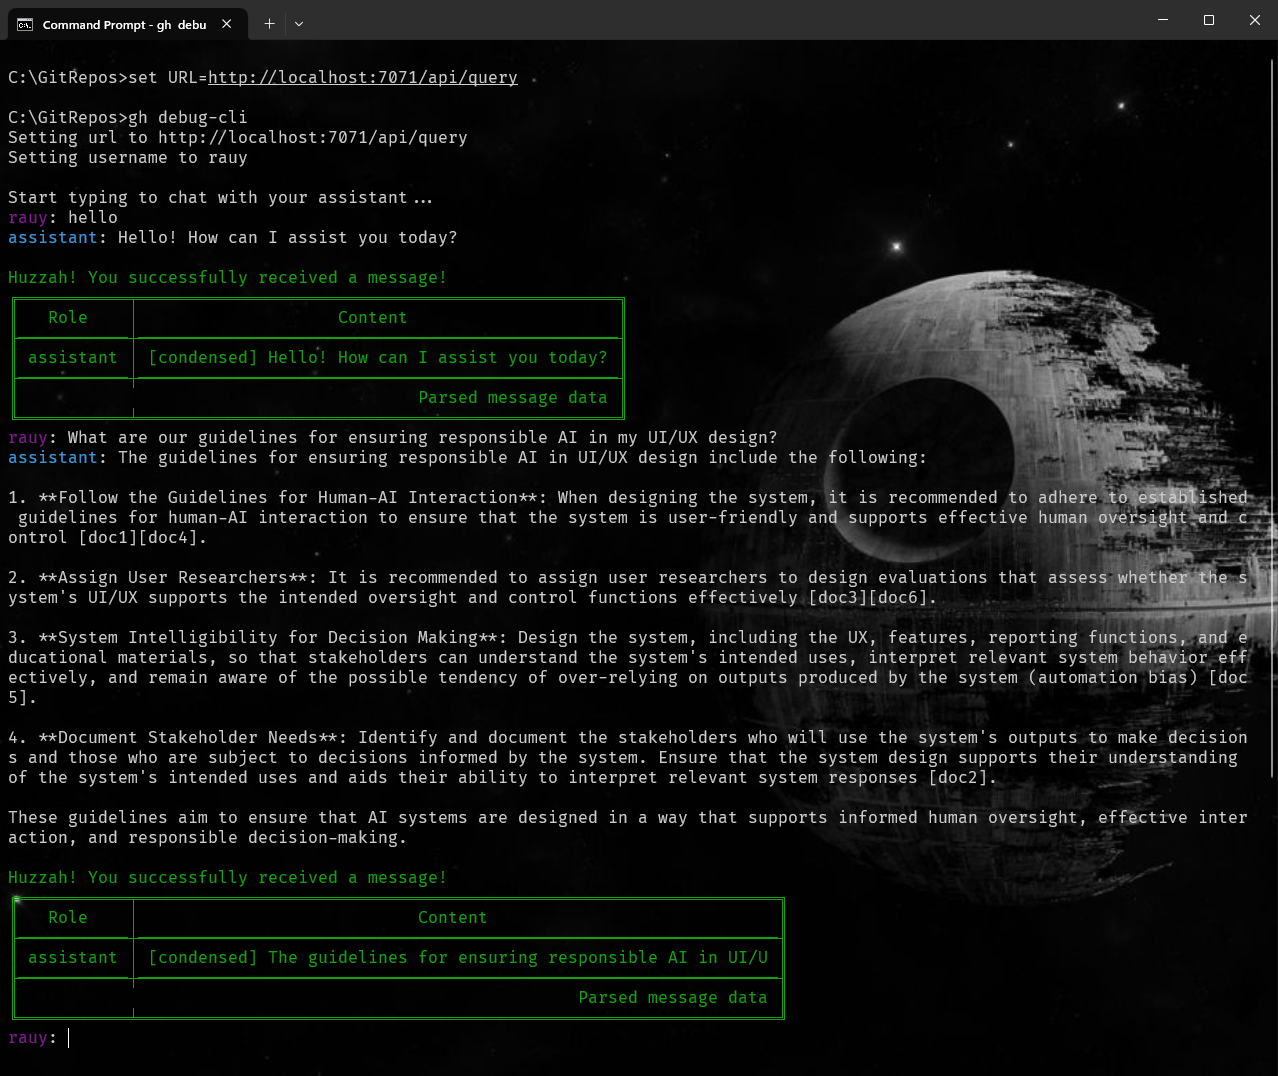 Command Prompt - gh debu
C:\GitRepos>set URL=http://localhost:7071/api/query
C:\GitRepos>gh debug-cli
Setting url to http://localhost:7071/api/query
Setting username to rauy
Start typing to chat with your assistant...
rauy: hello
assistant: Hello! How can I assist you today?
Huzzah! You successfully received a message!
Role Content
assistant [condensed] Hello! How can I assist you today?
Parsed message data
rauy: What are our guidelines for ensuring responsible AI in my UI/UX design?
assistant: The guidelines for ensuring responsible AI in UI/UX design include the following:
1. **Follow the Guidelines for Human-AI Interaction**: When designing the system, it is recommended to adhere to established
guidelines for human-AI interaction to ensure that the system is user-friendly and supports effective human oversight and c
ontrol [doc1][doc4].
2. **Assign User Researchers**: It is recommended to assign user researchers to design evaluations that assess whether the s
ystem's UI/UX supports the intended oversight and control functions effectively [doc3][doc6].
3. **System Intelligibility for Decision Making**: Design the system, including the UX, features, reporting functions, and e
ducational materials, so that stakeholders can understand the system's intended uses, interpret relevant system behavior eff
ectively, and remain aware of the possible tendency of over-relying on outputs produced by the system (automation bias) [doc
5].
4. **Document Stakeholder Needs**: Identify and document the stakeholders who will use the system's outputs to make decision
s and those who are subject to decisions informed by the system. Ensure that the system design supports their understanding
of the system's intended uses and aids their ability to interpret relevant system responses [doc2].
These guidelines aim to ensure that AI systems are designed in a way that supports informed human oversight, effective inter
action, and responsible decision-making.
Huzzah! You successfully received a message!
Role Content
assistant [condensed] The guidelines for ensuring responsible AI in UI/U
Parsed message data
rauy: